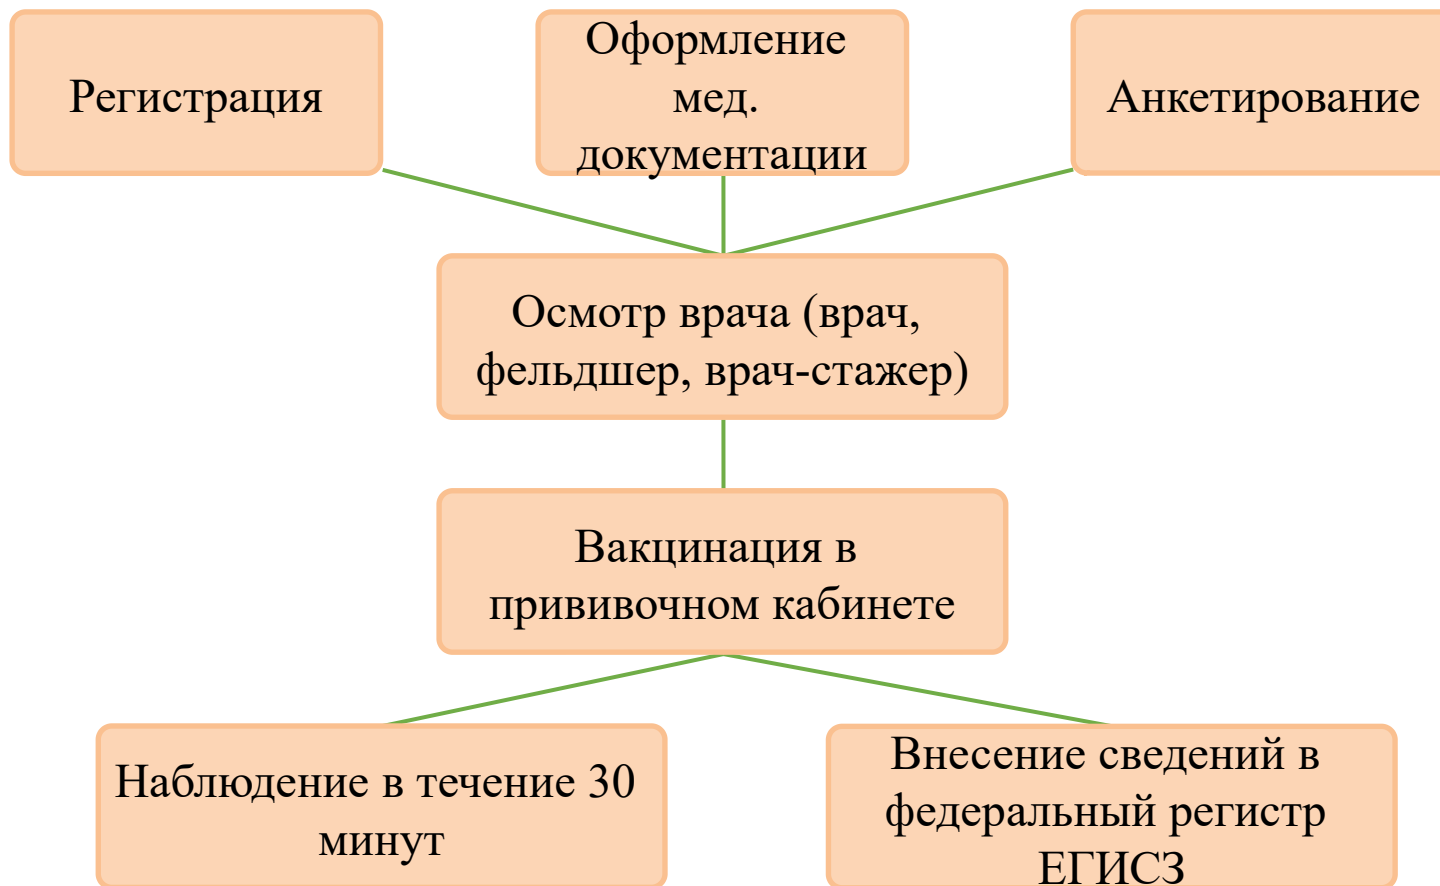 Регистрация
Оформление
мед.
документации
Анкетирование
Осмотр врача (врач,
фельдшер, врач-стажер)
Вакцинация в
прививочном кабинете
Наблюдение в течение 30
минут
Внесение сведений в
федеральный регистр
ЕГИСЗ